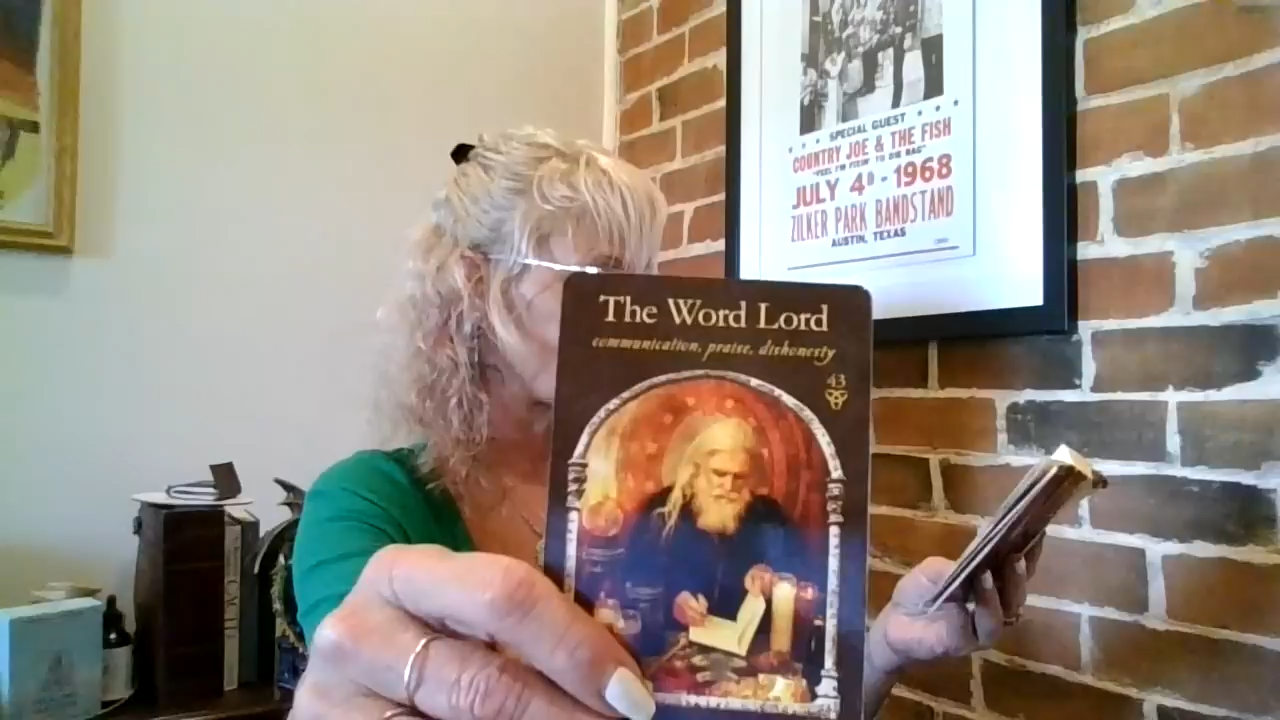 The Word Lord
communication, praise, dishonesty
43
SPECIAL GUEST
COUNTRY JOE & THE FISH
"FEEL I'M FIXIN' TO DIE RAG"
JULY 4th - 1968
ZILKER PARK BANDSTAND
AUSTIN, TEXAS